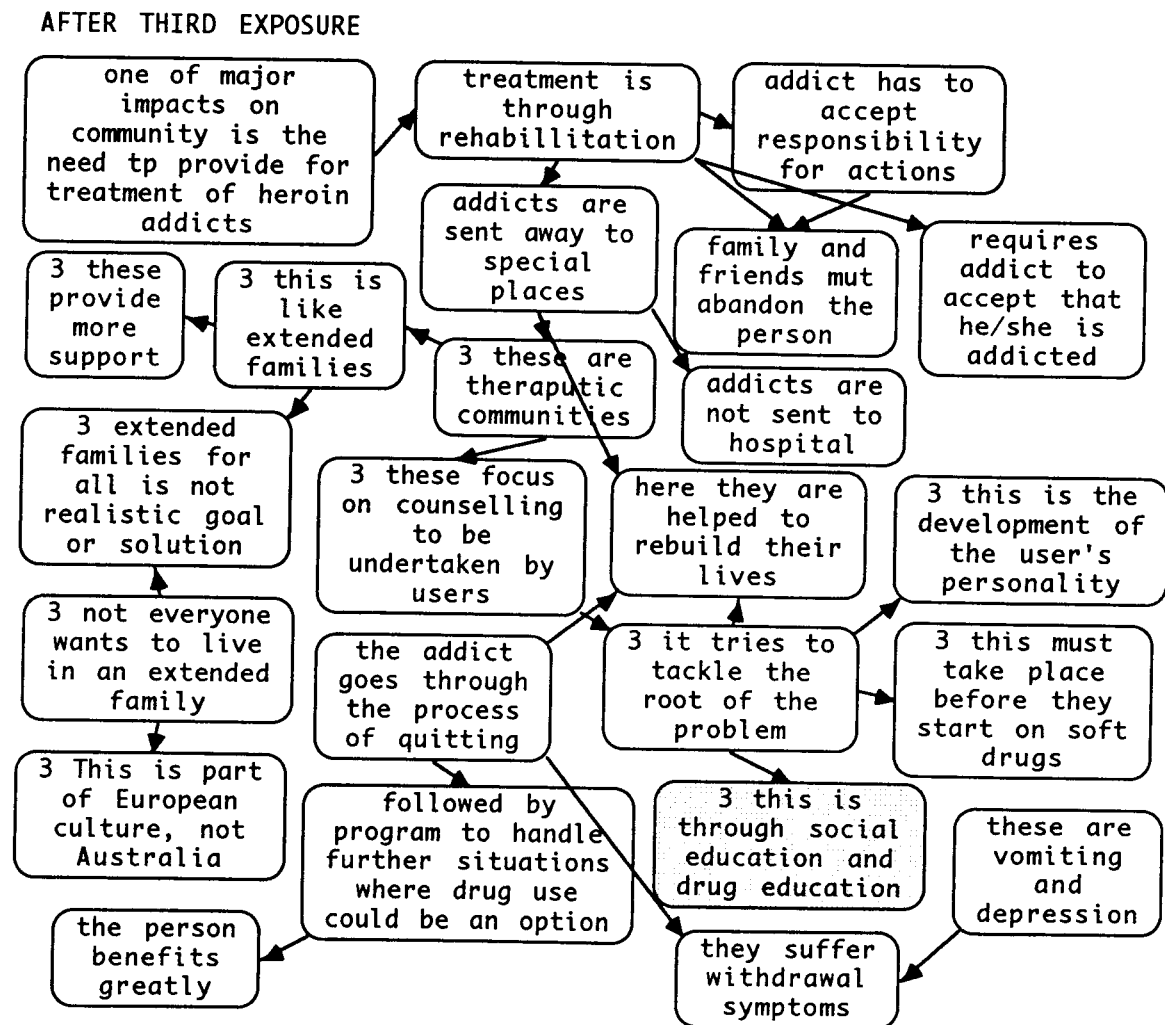 AFTER THIRD EXPOSURE
one of major
impacts on
community is the
need tp provide for
treatment of heroin
addicts
treatment is
through
rehabillitation
addict has to
accept
responsibility
for actions
addicts are
sent away to
special
places
family and
friends mut
abandon the
person
requires
addict to
accept that
he/she is
addicted
3 these
provide
more
support
3 this is
like
extended
families
3 these are
theraputic
communities
addicts are
not sent to
hospital
3 extended
families for
all is not
realistic goal
or solution
3 these focus
on counselling
to be
undertaken by
users
here they are
helped to
rebuild their
lives
3 this is the
development of
the user's
personality
3 not everyone
wants to live
in an extended
family
the addict
goes through
the process
of quitting
3 it tries to
tackle the
root of the
problem
3 this must
take place
before they
start on soft
drugs
3 This is part
of European
culture, not
Australia
followed by
program to handle
further situations
where drug use
could be an option
3 this is
through social
education and
drug education
these are
vomiting
and
depression
the person
benefits
greatly
they suffer
withdrawal
symptoms